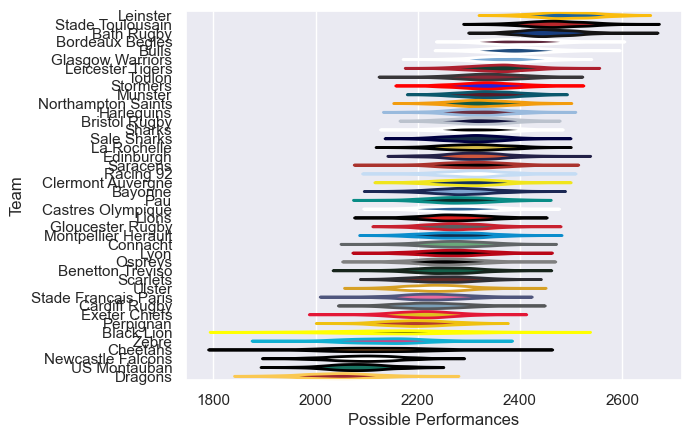 Leinster
Stade Toulousain
Bath Rugby
Bordeaux Begles
Bulls
Glasgow Warriors
Leicester Tigers
Toulon
Stormers
Munster
Northampton Saints
Harlequins
Bristol Rugby
Sharks
Sale Sharks
La Rochelle
Edinburgh
Saracens
Racing 92
Clermont Auvergne
Bayonne
Pau
Castres Olympique
Lions
Gloucester Rugby
Montpellier Herault
Connacht
Lyon
Ospreys
Benetton Treviso
Scarlets
Ulster
Stade Francais Paris
Cardiff Rugby
Exeter Chiefs
Perpignan
Black Lion
Zebre
Cheetahs
Newcastle Falcons
US Montauban
Dragons
Team
1800 2000 2200 2400 2600
Possible Performances